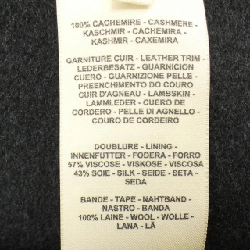 100% CACHEMIRE - CASHMERE -
KASCHMIR - CACHEMIRA -
KASHMIR - CAXEMIRA
GARNITURE CUIR - LEATHER TRIM -
LEDERBESATZ - GUARNICION
CUERO - GUARNIZIONE PELLE -
PREENCHIMENTO DO COURO
CUIR D'AGNEAU - LAMBSKIN -
LAMMLEDER - CUERO DE
CORDERO - PELLE DI AGNELLO
COURO DE CORDEIRO
DOUBLURE - LINING -
INNENFUTTER - FODERA - FORRO
57% VISCOSE - VISKOSE - VISCOSA
43% SOIE - SILK - SEIDE - BETA -
SEDA
BANDE - TAPE - NAHTBAND -
NASTRO - BANDA
100% LAINE - WOOL - WOLLE -
LANA - LÃ